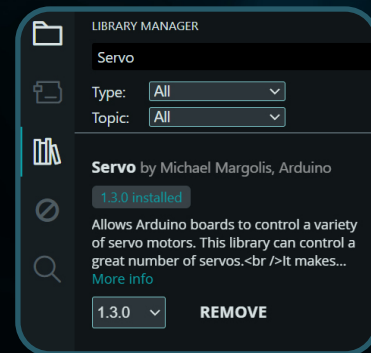 LIBRARY MANAGER
Servo
Type: All
Topic: All
Servo by Michael Margolis, Arduino
1.3.0 installed
Allows Arduino boards to control a variety
of servo motors. This library can control a
great number of servos.<br />It makes...
More info
1.3.0 REMOVE